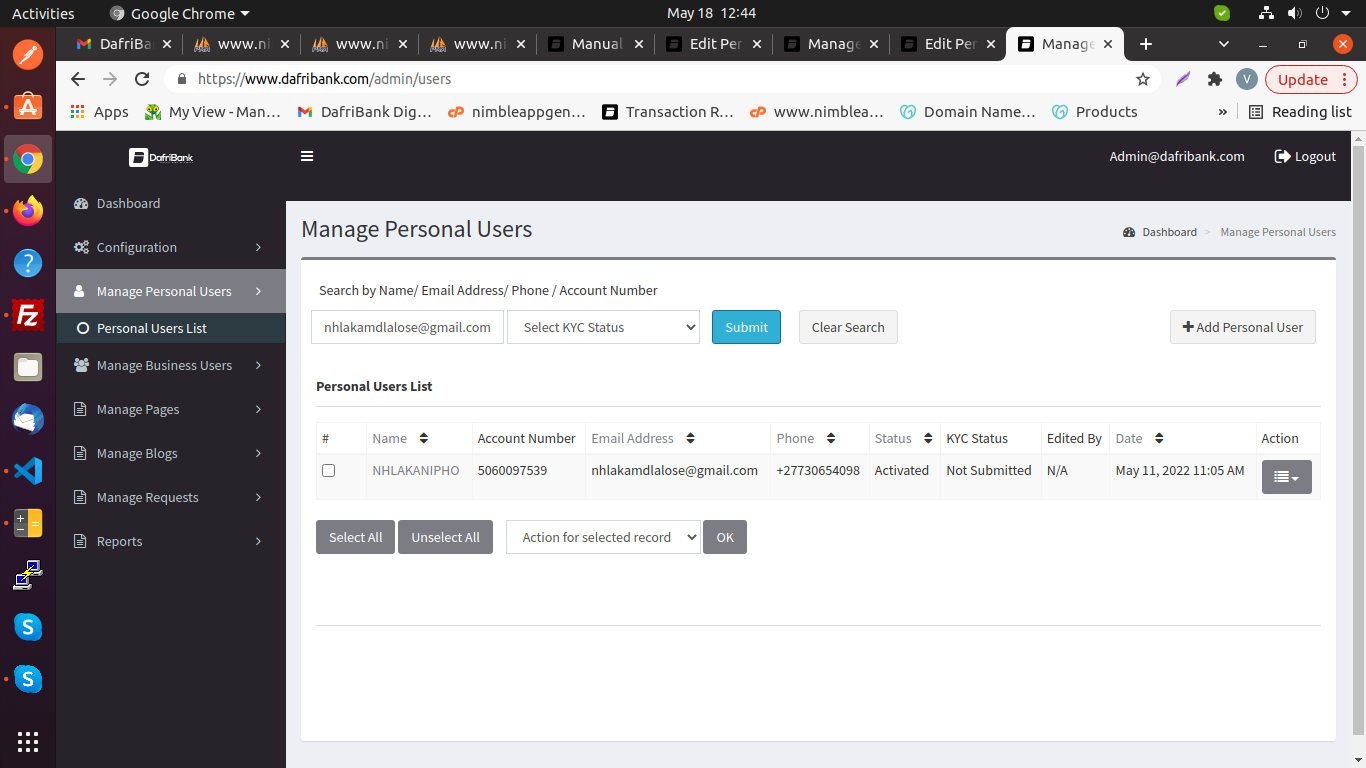 Activities Google Chrome May 18 12:44
DafriBa www.ni www.ni www.ni Manual Edit Per Manage Edit Per Manage
https://www.dafribank.com/admin/users V Update
Apps My View - Man... DafriBank Dig... nimbleappgen... Transaction R... www.nimblea... Domain Name... Products » Reading list
DafriBank Admin@dafribank.com Logout
Dashboard
Configuration
Manage Personal Users
Personal Users List
Manage Business Users
Manage Pages
Manage Blogs
Manage Requests
Reports
Manage Personal Users Dashboard > Manage Personal Users
Search by Name/ Email Address/ Phone / Account Number
nhlakamdlalose@gmail.com Select KYC Status Submit Clear Search Add Personal User
Personal Users List
# Name Account Number Email Address Phone Status KYC Status Edited By Date Action
NHLAKANIPHO 5060097539 nhlakamdlalose@gmail.com +27730654098 Activated Not Submitted N/A May 11, 2022 11:05 AM
Select All Unselect All Action for selected record OK